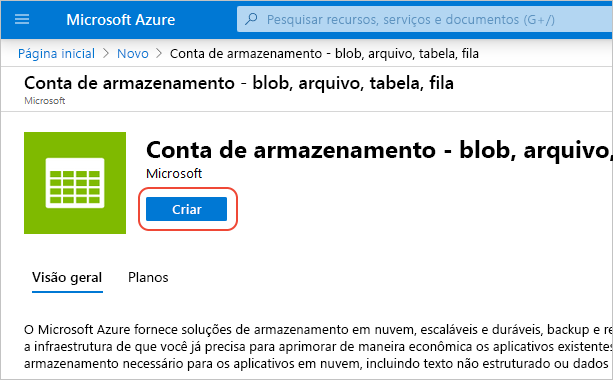 Microsoft Azure
Pesquisar recursos, serviços e documentos (G+/)
Página inicial > Novo > Conta de armazenamento - blob, arquivo, tabela, fila
Conta de armazenamento - blob, arquivo, tabela, fila
Microsoft
Conta de armazenamento - blob, arquivo,
Microsoft
Criar
Visão geral Planos
O Microsoft Azure fornece soluções de armazenamento em nuvem, escaláveis e duráveis, backup e re
a infraestrutura de que você já precisa para aprimorar de maneira econômica os aplicativos existentes
armazenamento necessário para os aplicativos em nuvem, incluindo texto não estruturado ou dados